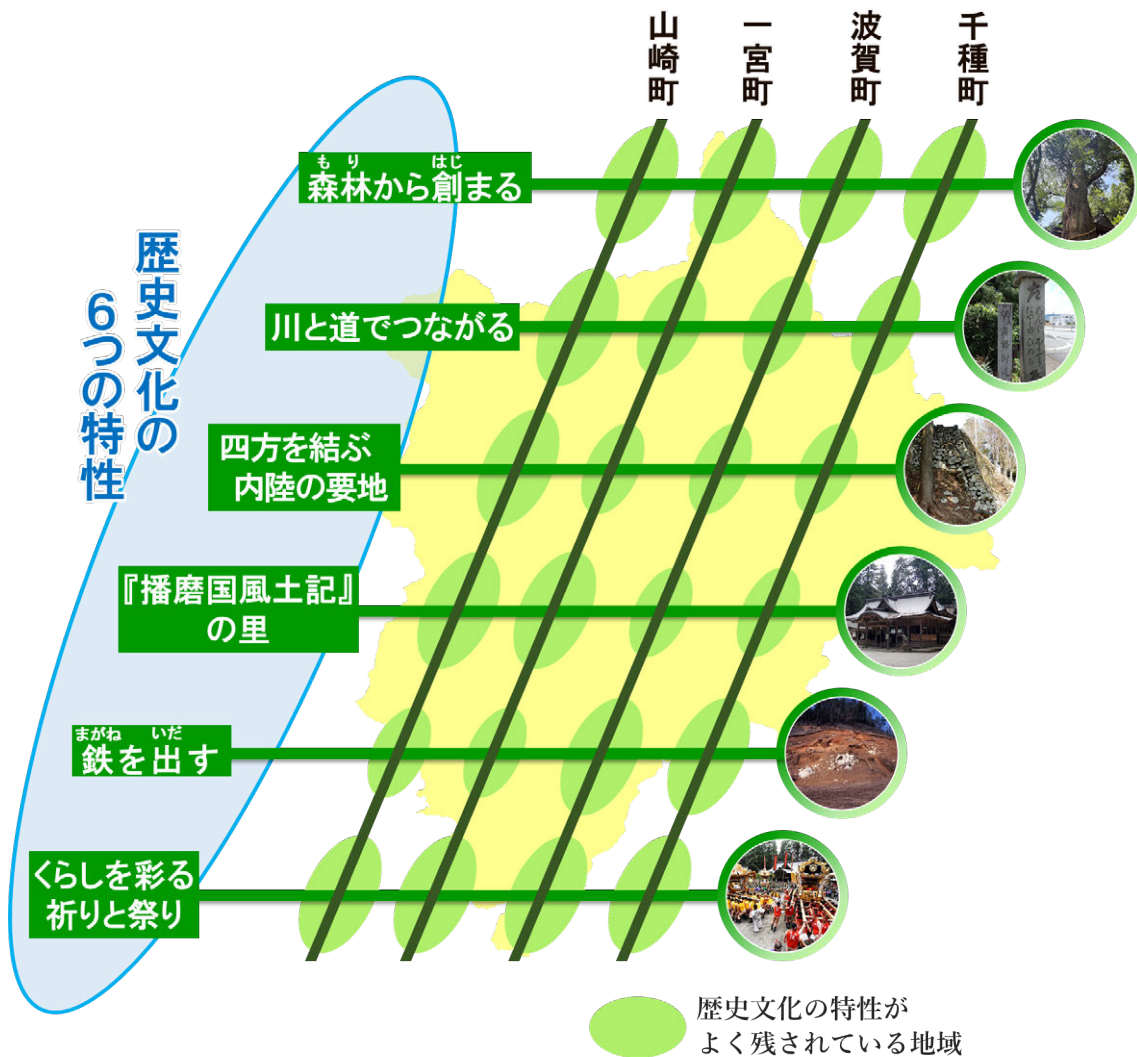 山崎町
一宮町
波賀町
千種町
歴史文化の
6つの特性
もり はじ
森林から創まる
川と道でつながる
四方を結ぶ
内陸の要地
『播磨国風土記』
の里
まがね いだ
鉄を出す
くらしを彩る
祈りと祭り
歴史文化の特性が
よく残されている地域